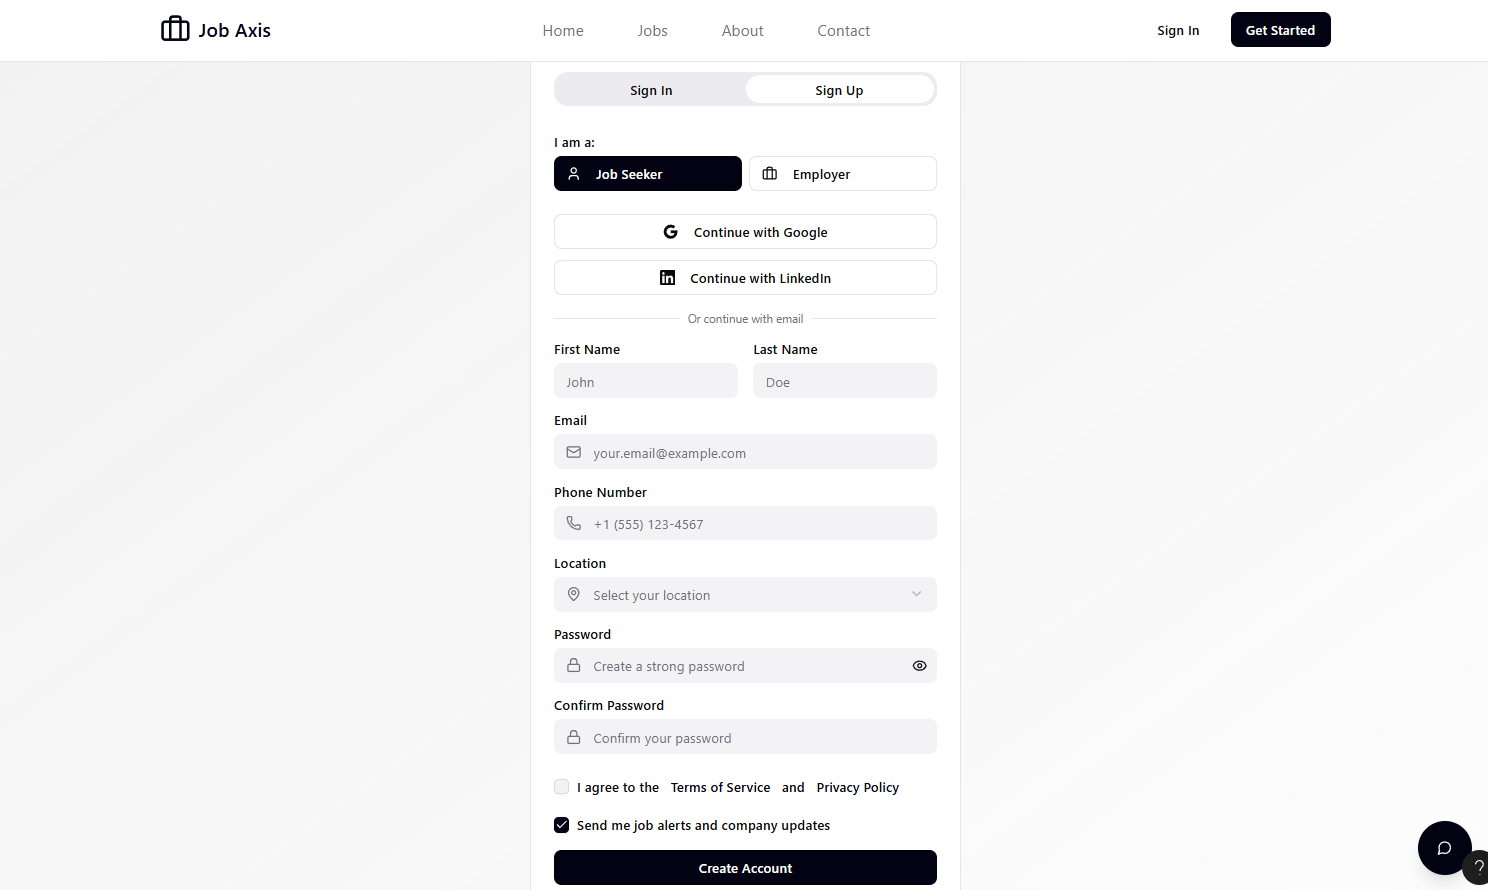 Job Axis
Home Jobs About Contact
Sign In Get Started
Sign In Sign Up
I am a:
Job Seeker Employer
Continue with Google
Continue with LinkedIn
Or continue with email
First Name Last Name
John Doe
Email
your.email@example.com
Phone Number
+1 (555) 123-4567
Location
Select your location
Password
Create a strong password
Confirm Password
Confirm your password
I agree to the Terms of Service and Privacy Policy
Send me job alerts and company updates
Create Account
?